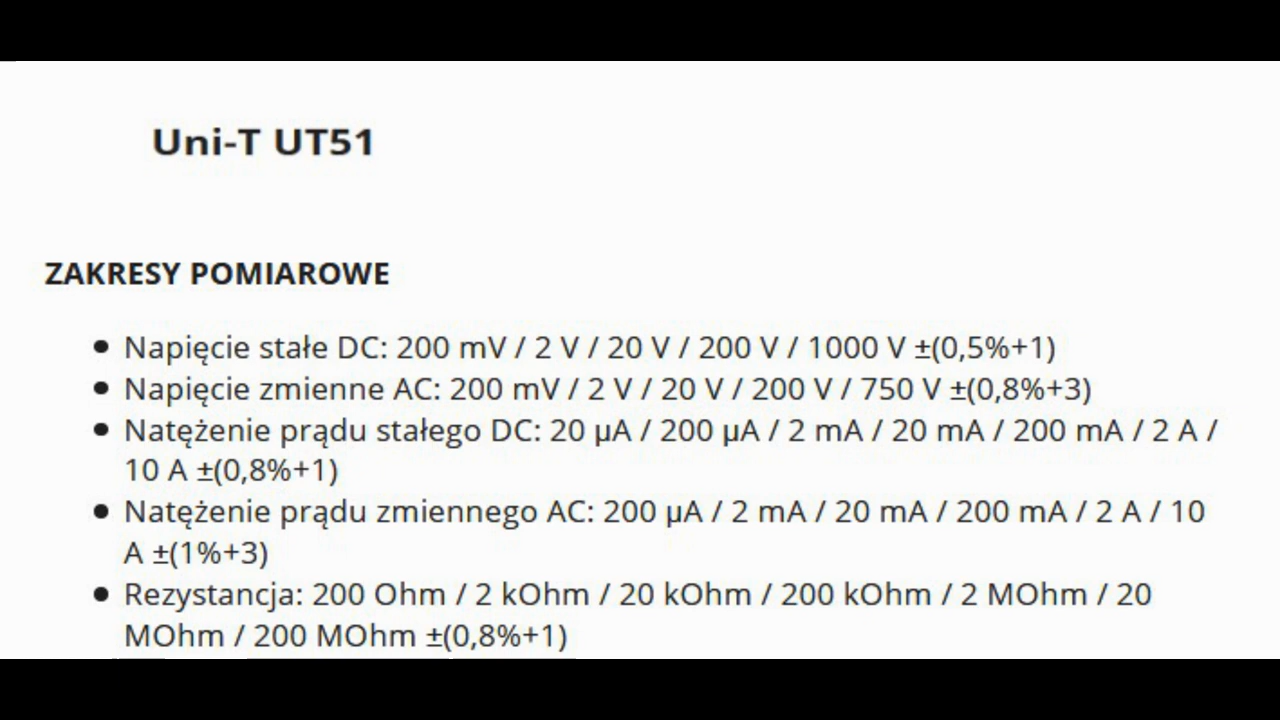 Uni-T UT51
ZAKRESY POMIAROWE
● Napięcie stałe DC: 200 mV / 2 V / 20 V / 200 V / 1000 V ±(0,5%+1)
● Napięcie zmienne AC: 200 mV / 2 V / 20 V / 200 V / 750 V ±(0,8%+3)
● Natężenie prądu stałego DC: 20 µA / 200 µA / 2 mA / 20 mA / 200 mA / 2 A /
10 A ±(0,8%+1)
● Natężenie prądu zmiennego AC: 200 µA / 2 mA / 20 mA / 200 mA / 2 A / 10
A ±(1%+3)
● Rezystancja: 200 Ohm / 2 kOhm / 20 kOhm / 200 kOhm / 2 MOhm / 20
MOhm / 200 MOhm ±(0,8%+1)